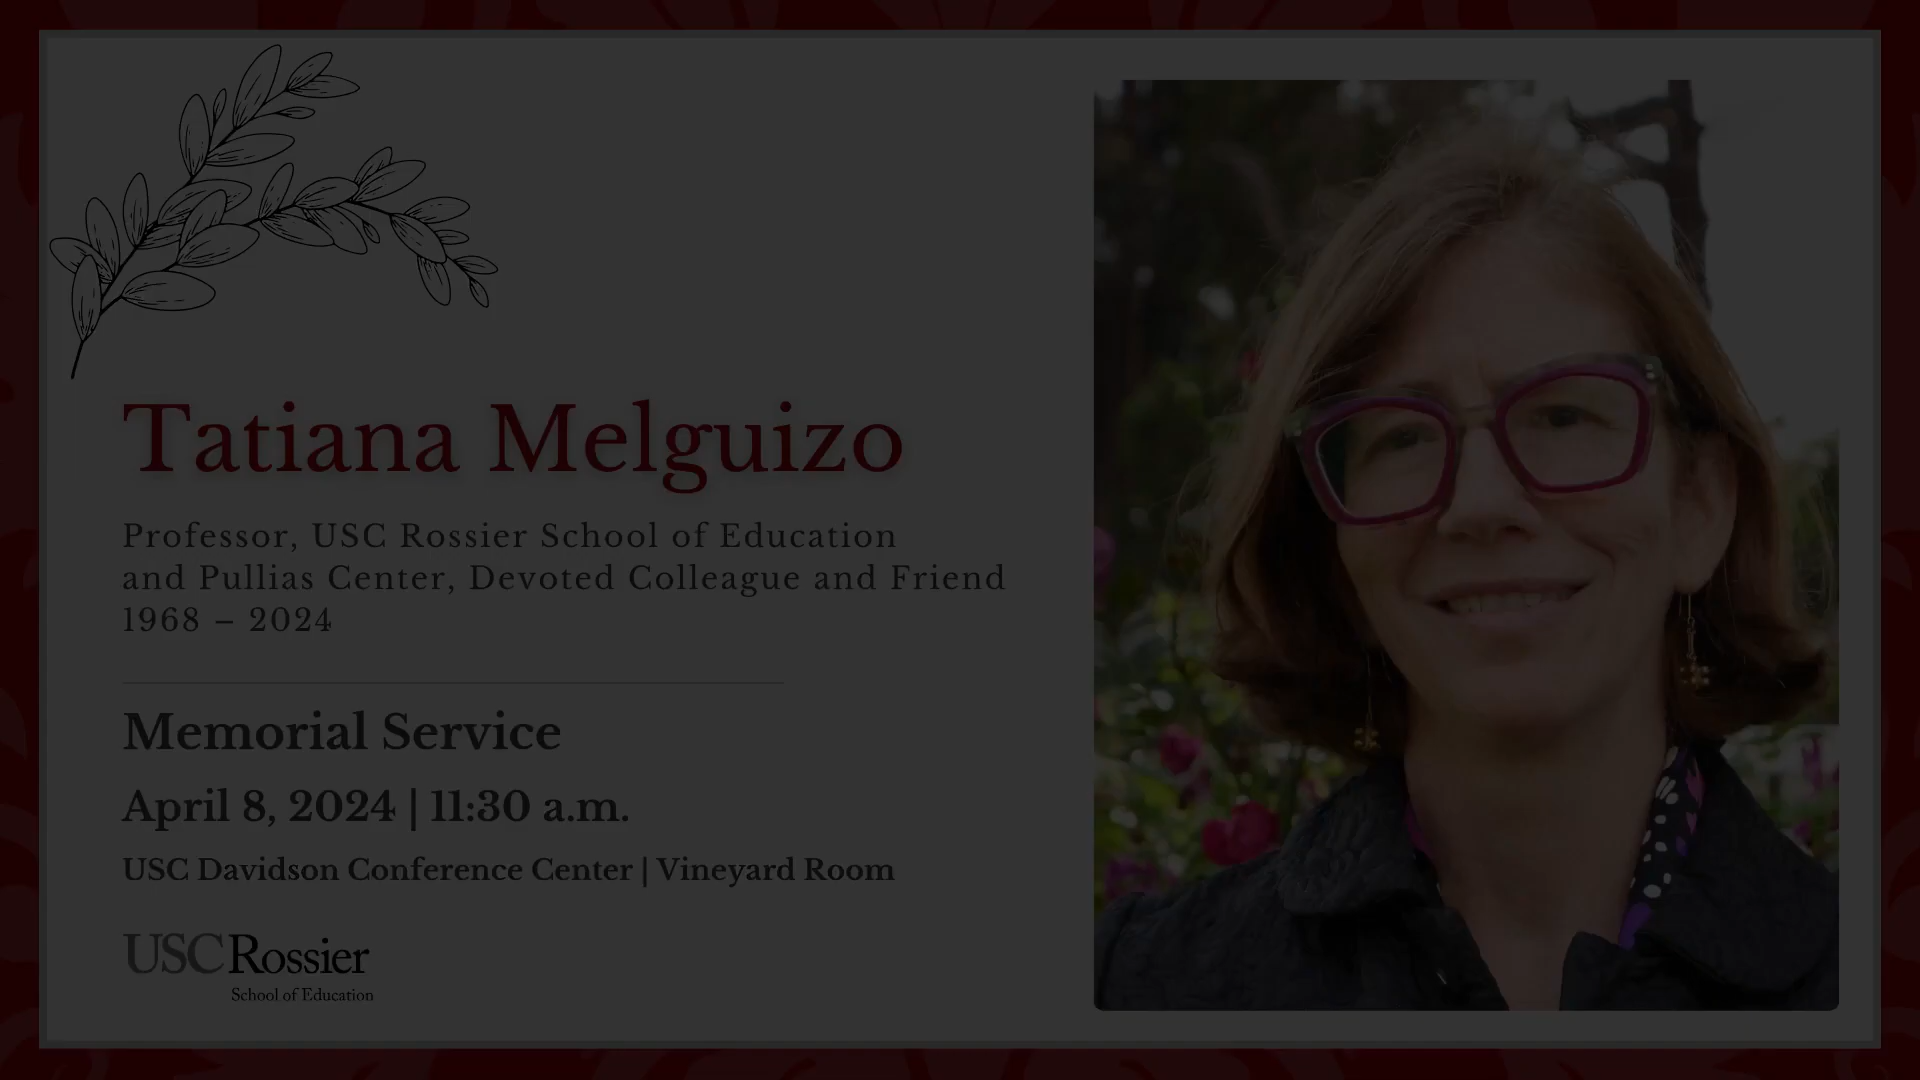 Tatiana Melguizo
Professor, USC Rossier School of Education
and Pullias Center, Devoted Colleague and Friend
1968 – 2024
Memorial Service
April 8, 2024 | 11:30 a.m.
USC Davidson Conference Center | Vineyard Room
USC Rossier
School of Education